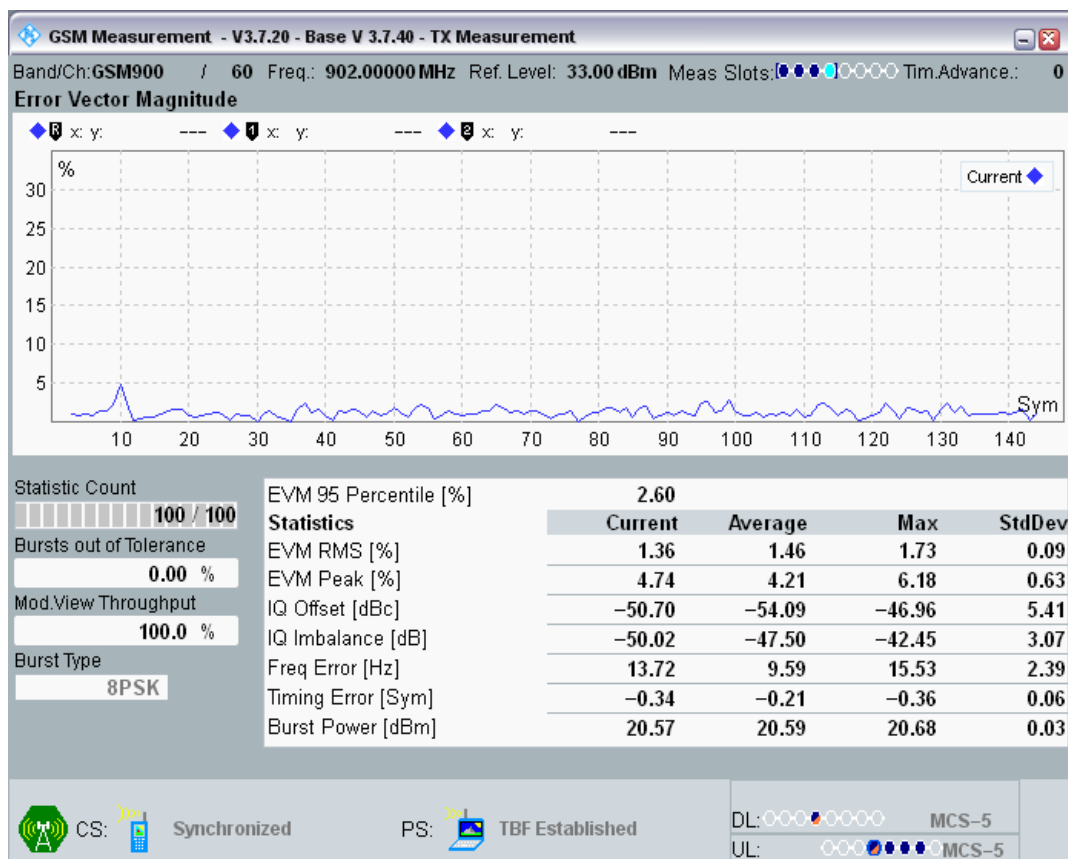 GSM Measurement - V3.7.20 - Base V 3.7.40 - TX Measurement
Band/Ch:GSM900 / 60 Freq.: 902.00000 MHz Ref. Level: 33.00 dBm Meas Slots: Tim.Advance.: 0
Error Vector Magnitude
R x: y: --- 1 x: y: --- 2 x: y: ---
%
Current
30
25
20
15
10
5
Sym
10 20 30 40 50 60 70 80 90 100 110 120 130 140
Statistic Count
100 / 100
Bursts out of Tolerance
0.00 %
Mod.View Throughput
100.0 %
Burst Type
8PSK
EVM 95 Percentile [%] 2.60
Statistics Current Average Max StdDev
EVM RMS [%] 1.36 1.46 1.73 0.09
EVM Peak [%] 4.74 4.21 6.18 0.63
IQ Offset [dBc] −50.70 −54.09 −46.96 5.41
IQ Imbalance [dB] −50.02 −47.50 −42.45 3.07
Freq Error [Hz] 13.72 9.59 15.53 2.39
Timing Error [Sym] −0.34 −0.21 −0.36 0.06
Burst Power [dBm] 20.57 20.59 20.68 0.03
CS: Synchronized PS: TBF Established
DL: MCS−5
UL: MCS−5